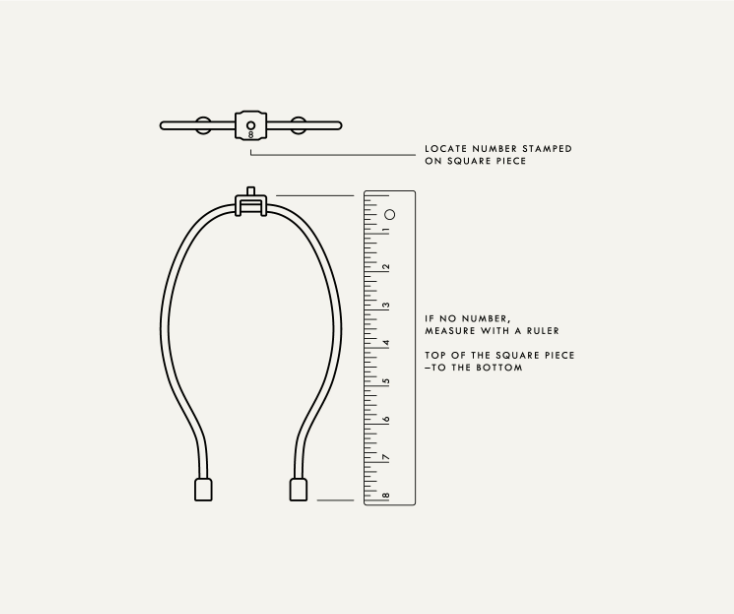 8
LOCATE NUMBER STAMPED
ON SQUARE PIECE
1
2
3
4
5
6
7
8
IF NO NUMBER,
MEASURE WITH A RULER
TOP OF THE SQUARE PIECE
–TO THE BOTTOM